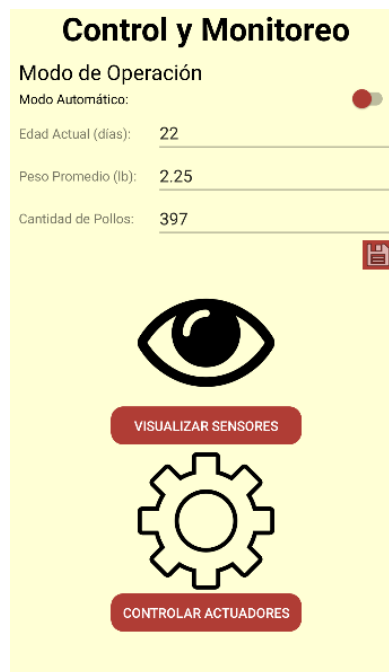 Control y Monitoreo
Modo de Operación
Modo Automático:
Edad Actual (días): 22
Peso Promedio (lb): 2.25
Cantidad de Pollos: 397
VISUALIZAR SENSORES
CONTROLAR ACTUADORES